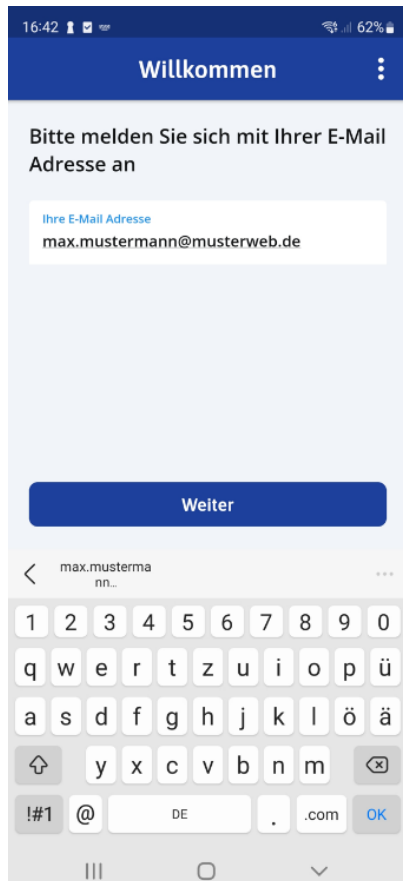 16:42 62%
Willkommen
Bitte melden Sie sich mit Ihrer E-Mail
Adresse an
Ihre E-Mail Adresse
max.mustermann@musterweb.de
Weiter
max.musterma
nn...
1 2 3 4 5 6 7 8 9 0
q w e r t z u i o p ü
a s d f g h j k l ö ä
y x c v b n m
!#1 @ DE . .com OK